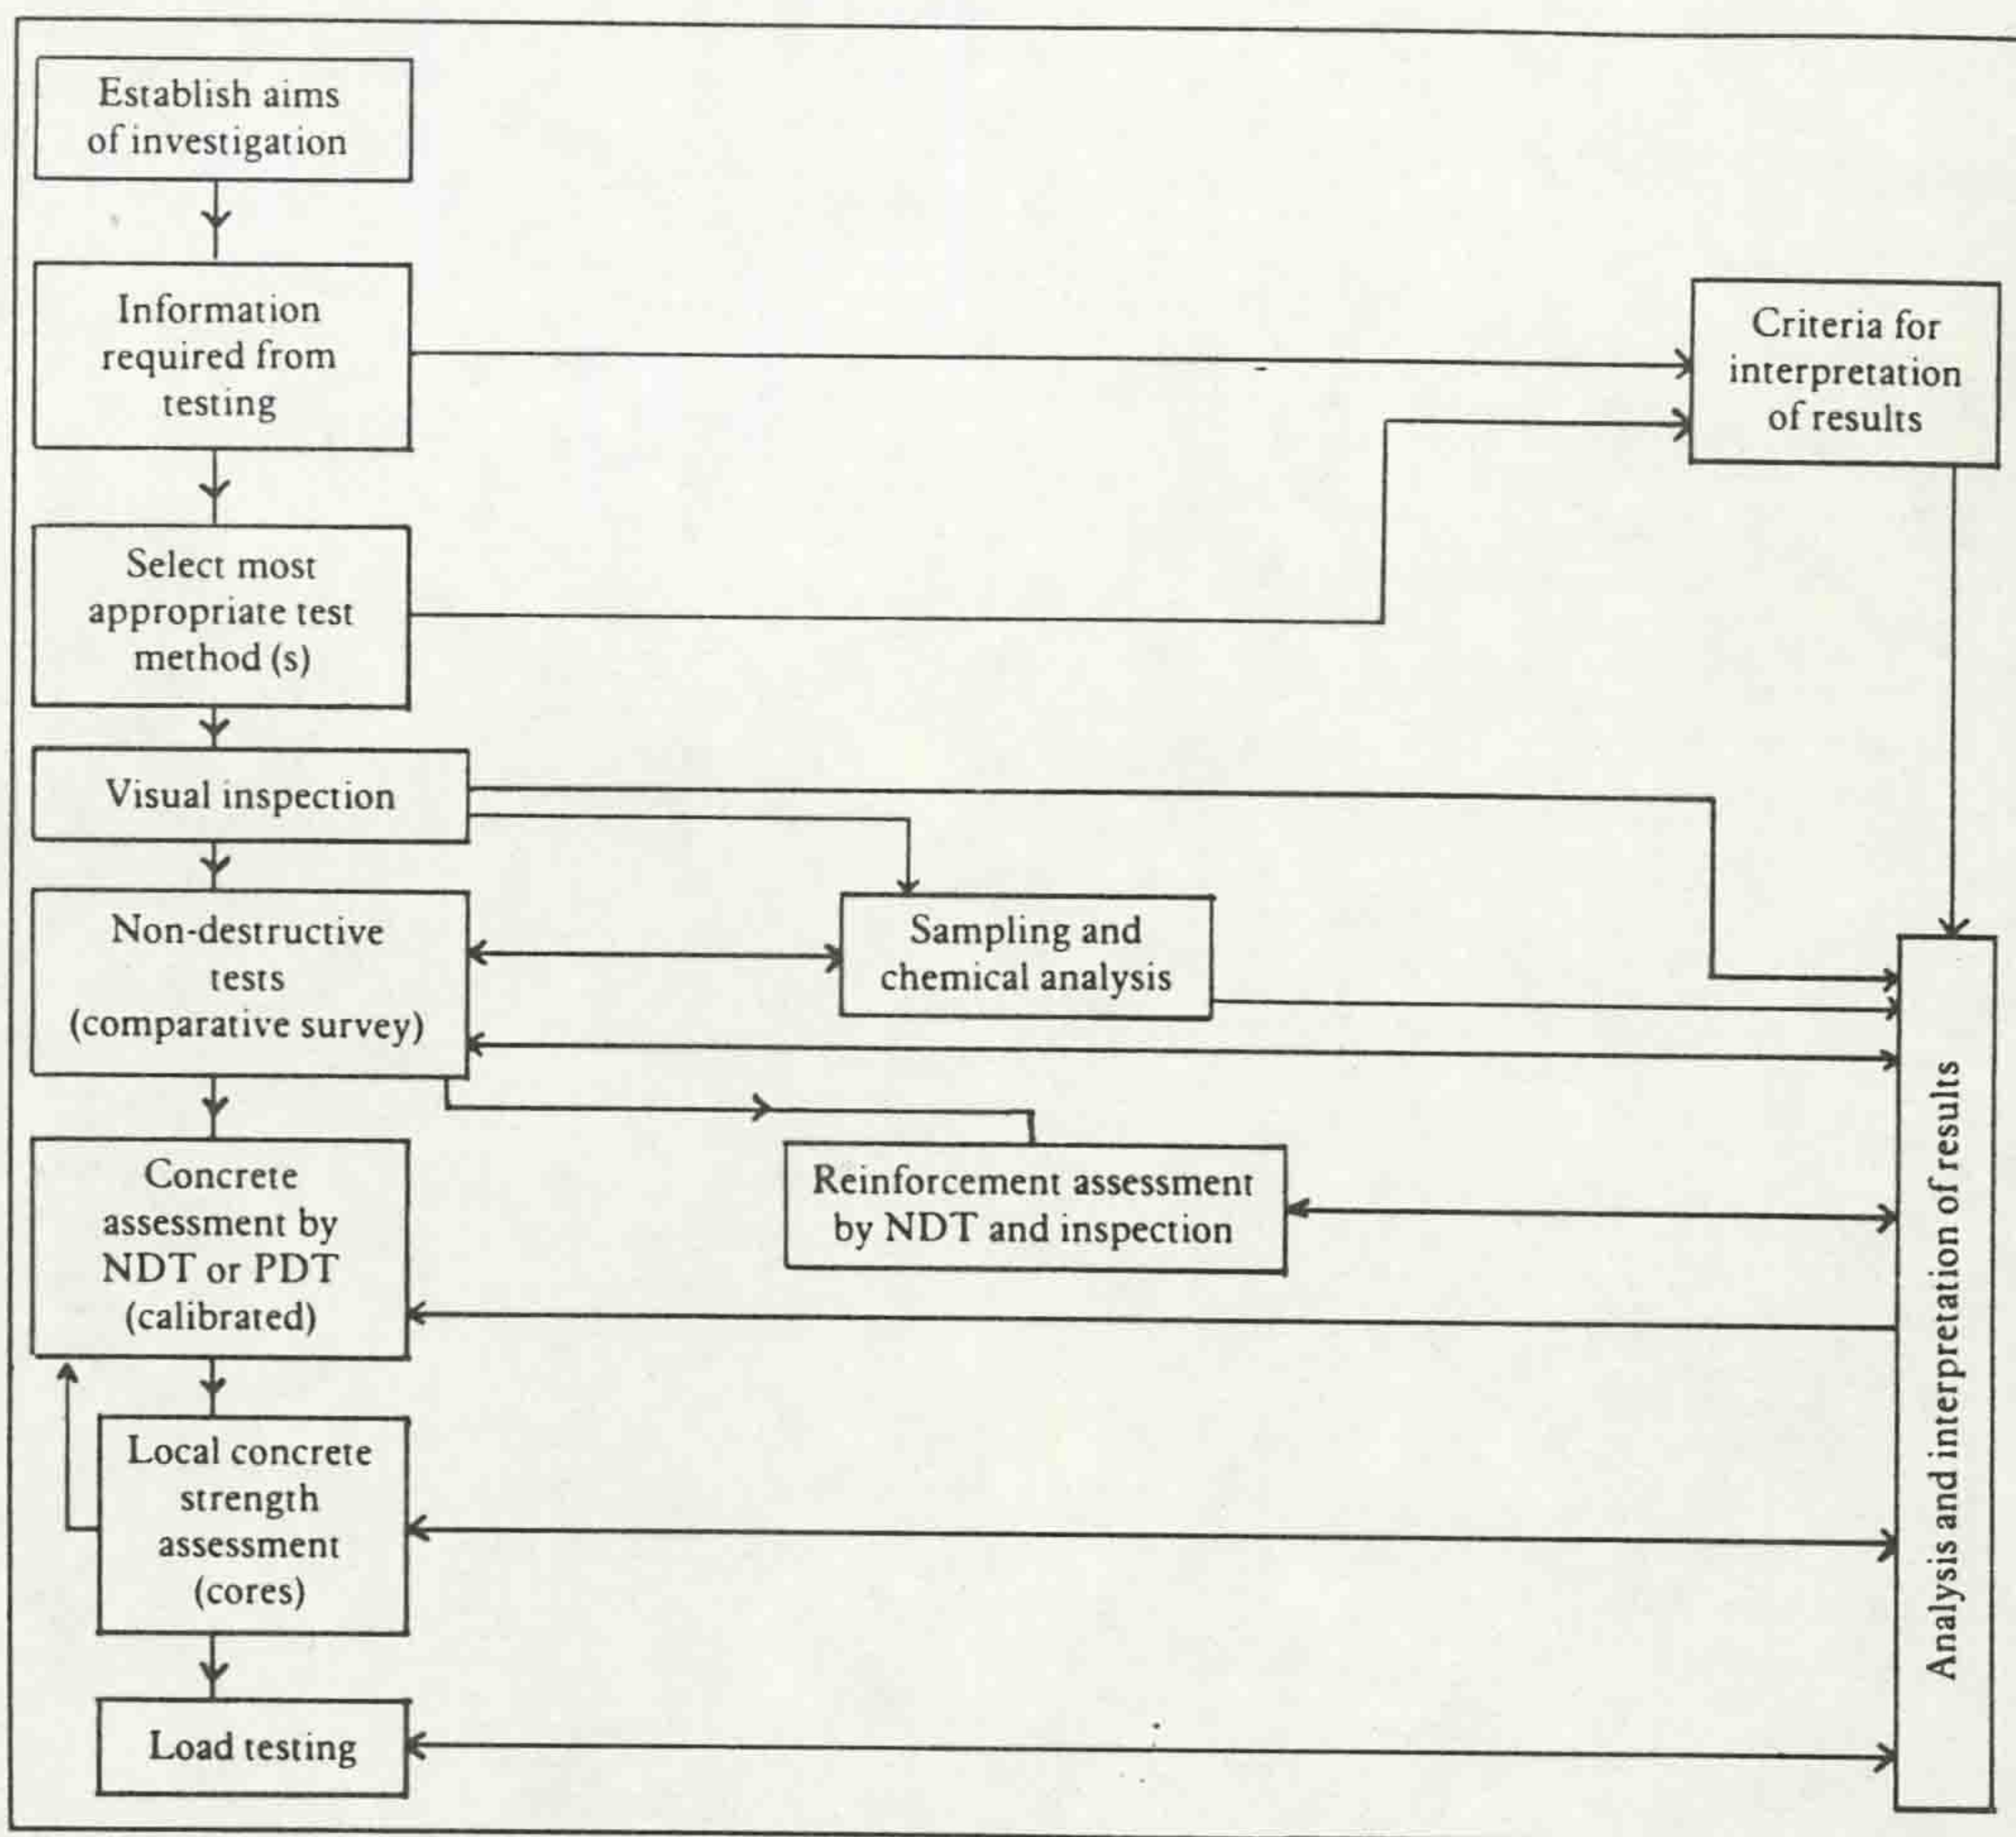 Establish aims
of investigation
Information
required from
testing
Criteria for
interpretation
of results
Select most
appropriate test
method (s)
Visual inspection
Non-destructive
tests
(comparative survey)
Sampling and
chemical analysis
Concrete
assessment by
NDT or PDT
(calibrated)
Reinforcement assessment
by NDT and inspection
Local concrete
strength
assessment
(cores)
Load testing
Analysis and interpretation of results